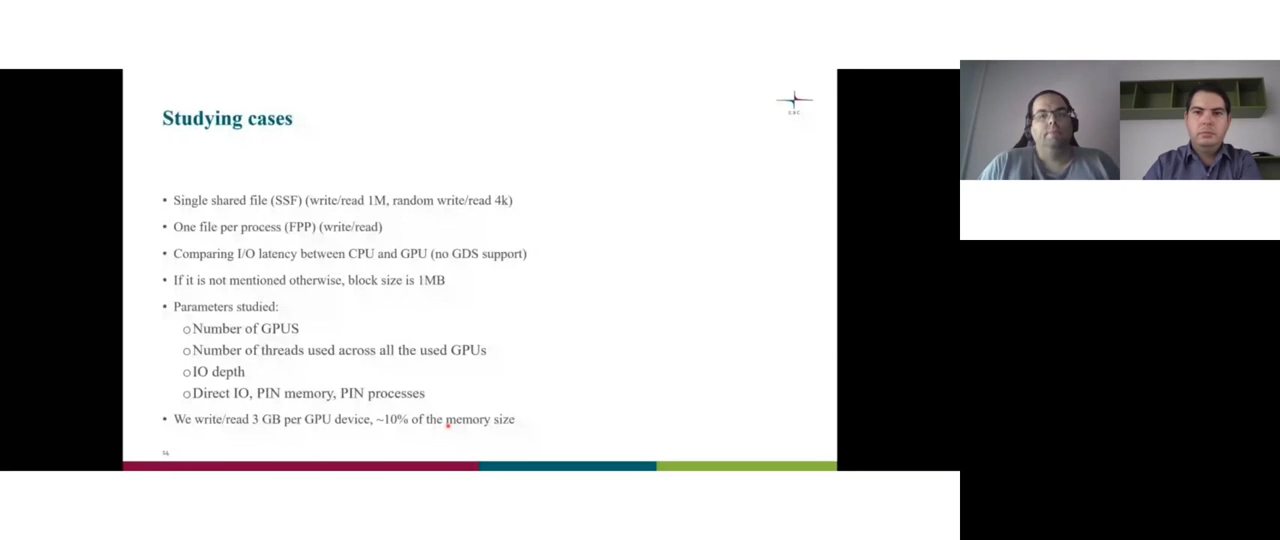 Studying cases
CSC
• Single shared file (SSF) (write/read 1M, random write/read 4k)
• One file per process (FPP) (write/read)
• Comparing I/O latency between CPU and GPU (no GDS support)
• If it is not mentioned otherwise, block size is 1MB
• Parameters studied:
o Number of GPUS
o Number of threads used across all the used GPUs
o IO depth
o Direct IO, PIN memory, PIN processes
• We write/read 3 GB per GPU device, ~10% of the memory size
14